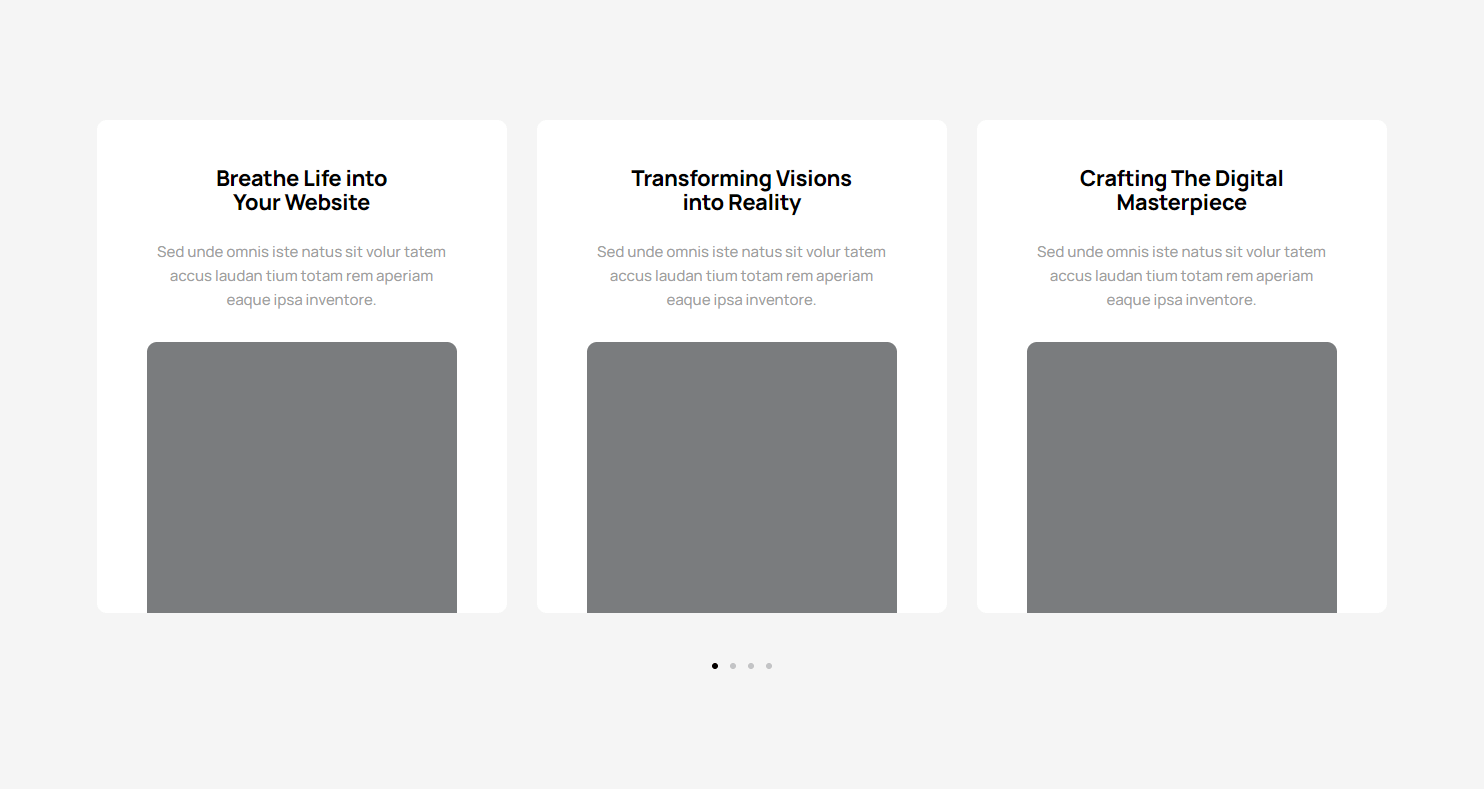 Breathe Life into
Your Website
Sed unde omnis iste natus sit volur tatem
accus laudan tium totam rem aperiam
eaque ipsa inventore.
Transforming Visions
into Reality
Sed unde omnis iste natus sit volur tatem
accus laudan tium totam rem aperiam
eaque ipsa inventore.
Crafting The Digital
Masterpiece
Sed unde omnis iste natus sit volur tatem
accus laudan tium totam rem aperiam
eaque ipsa inventore.